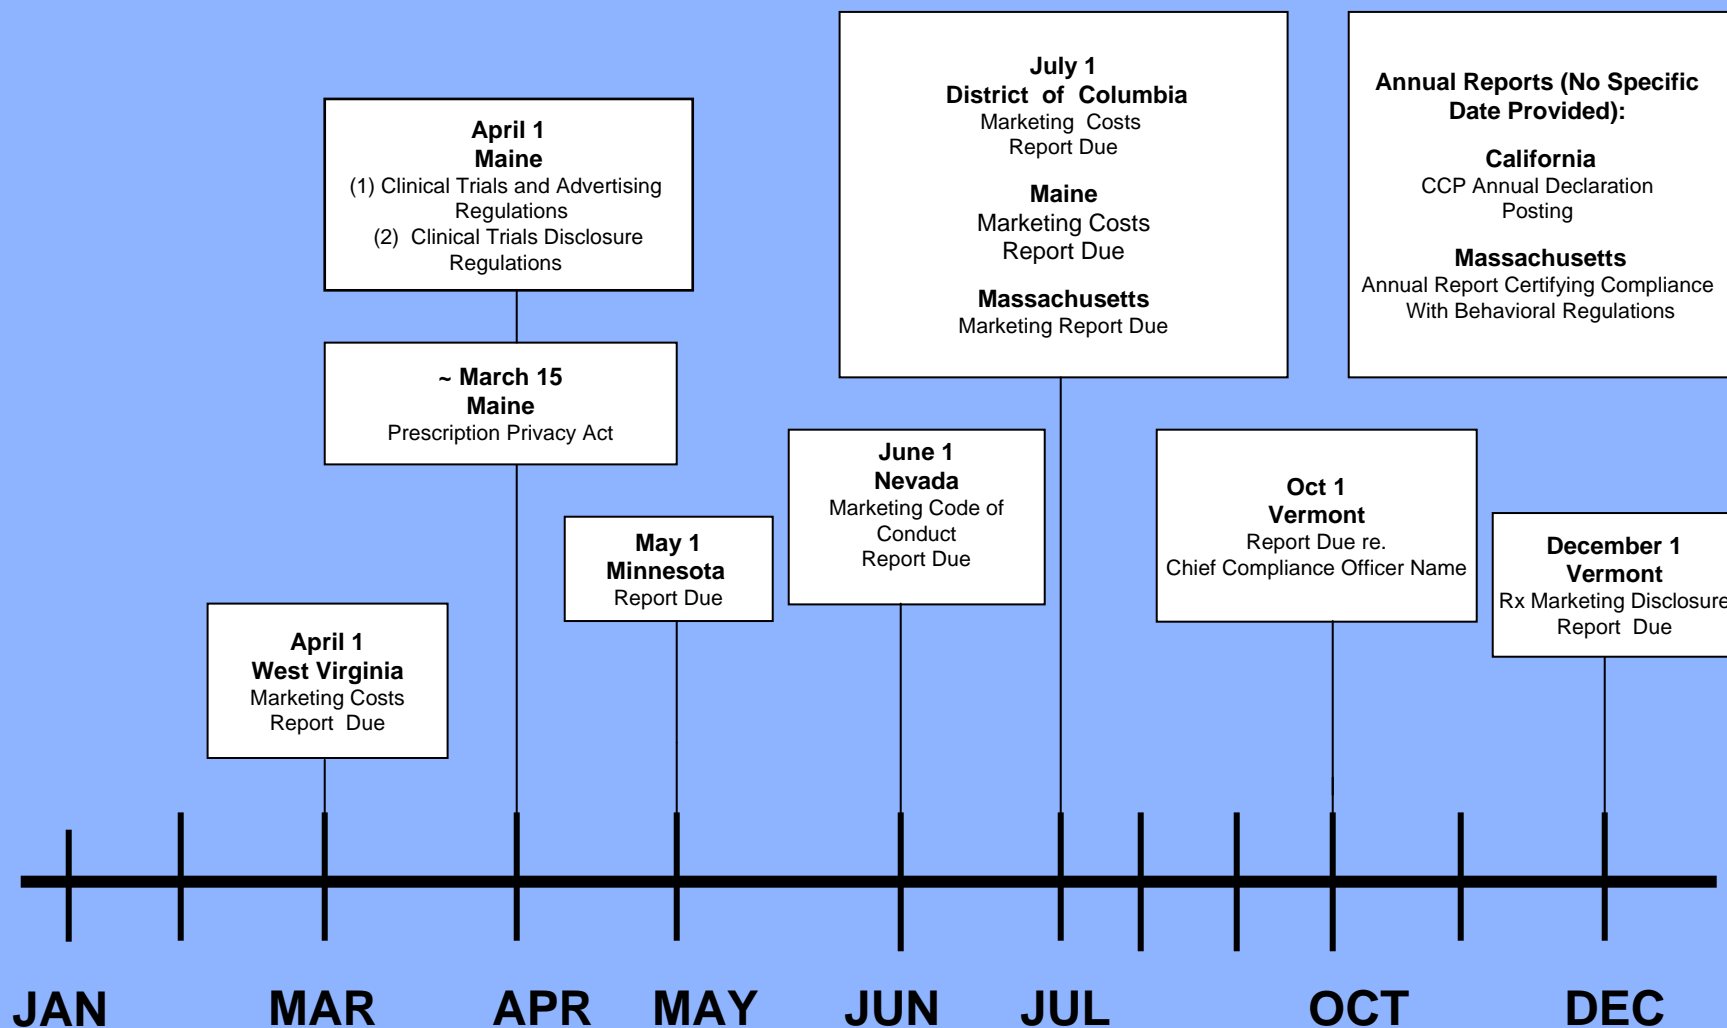 April 1
Maine
(1) Clinical Trials and Advertising
Regulations
(2) Clinical Trials Disclosure
Regulations
~ March 15
Maine
Prescription Privacy Act
April 1
West Virginia
Marketing Costs
Report Due
May 1
Minnesota
Report Due
June 1
Nevada
Marketing Code of
Conduct
Report Due
July 1
District of Columbia
Marketing Costs
Report Due
Maine
Marketing Costs
Report Due
Massachusetts
Marketing Report Due
Annual Reports (No Specific
Date Provided):
California
CCP Annual Declaration
Posting
Massachusetts
Annual Report Certifying Compliance
With Behavioral Regulations
Oct 1
Vermont
Report Due re.
Chief Compliance Officer Name
December 1
Vermont
Rx Marketing Disclosure
Report Due
JAN MAR APR MAY JUN JUL OCT DEC